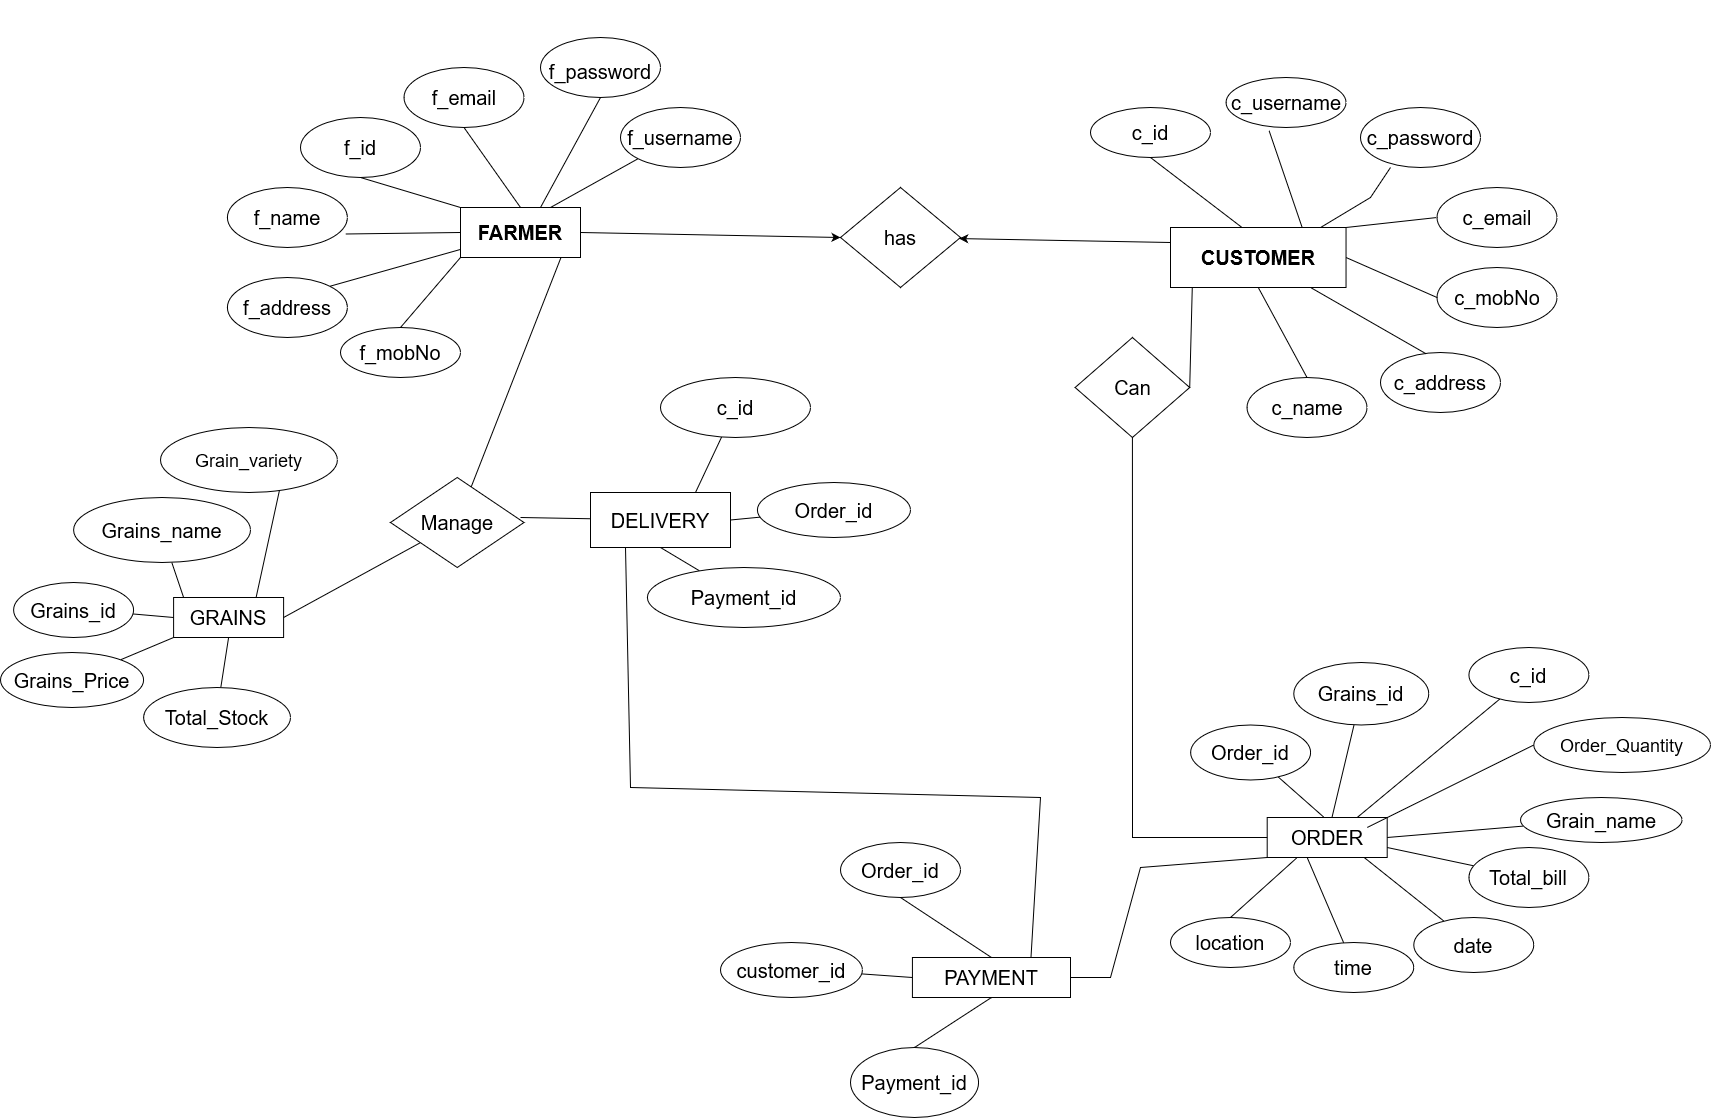 f_password
f_email
f_username
f_id
f_name
FARMER
f_address
f_mobNo
has
c_username
c_id
c_password
c_email
CUSTOMER
c_mobNo
c_address
c_name
Can
c_id
Grain_variety
Order_id
DELIVERY
Manage
Grains_name
Payment_id
Grains_id
GRAINS
Grains_Price
Total_Stock
c_id
Grains_id
Order_id
Order_Quantity
Grain_name
ORDER
Total_bill
location
date
time
Order_id
customer_id
PAYMENT
Payment_id